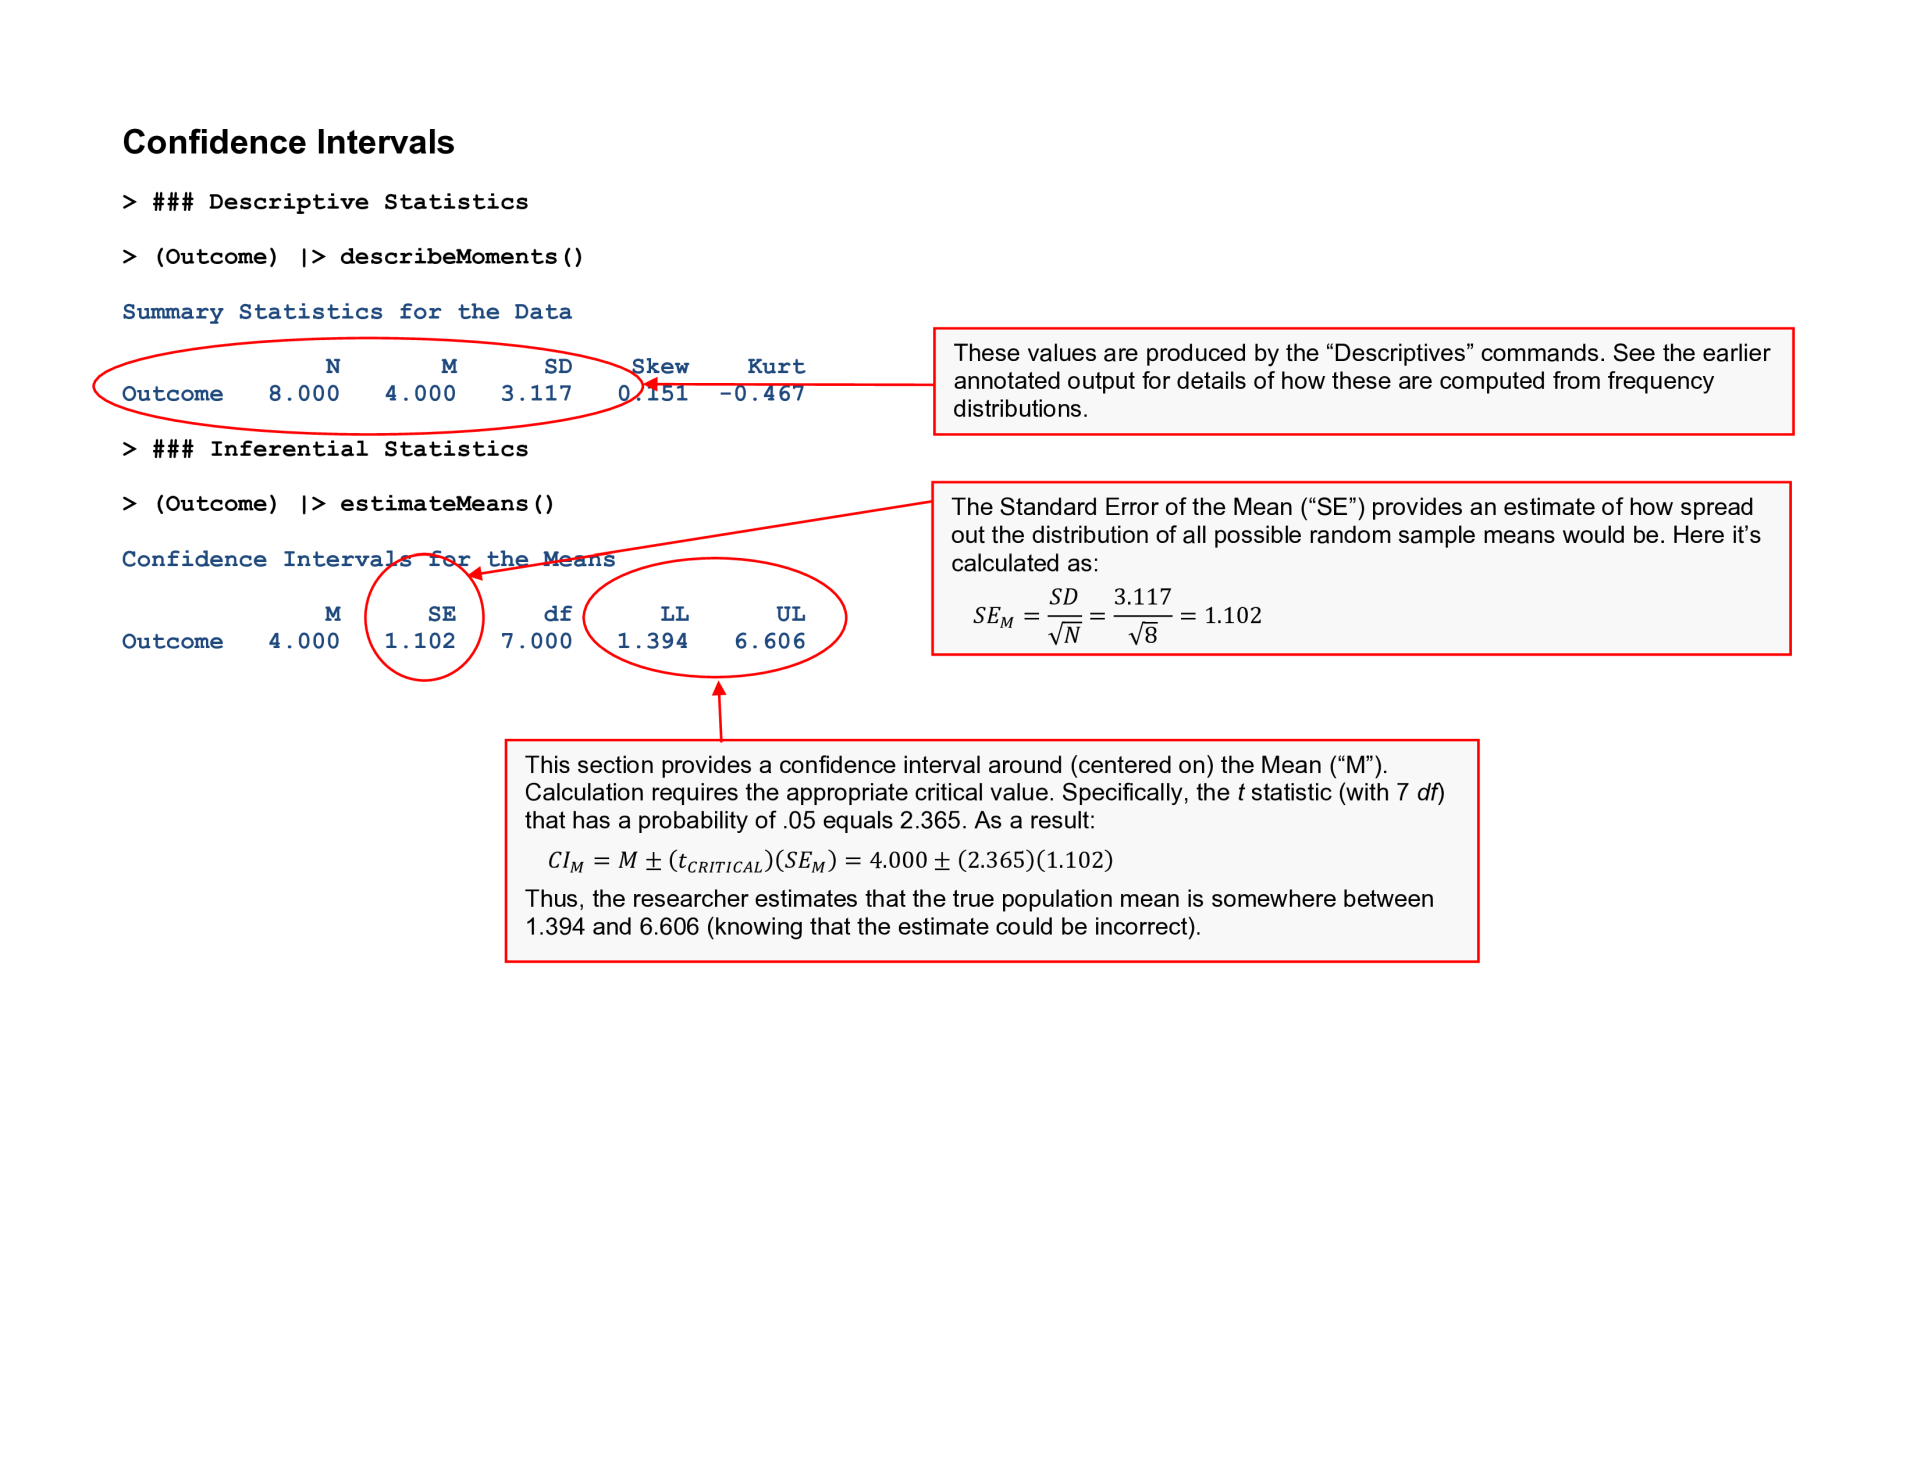 Confidence Intervals
> ### Descriptive Statistics
> (Outcome) |> describeMoments()
Summary Statistics for the Data
N M SD Skew Kurt
Outcome 8.000 4.000 3.117 0.151 -0.467
These values are produced by the “Descriptives” commands. See the earlier
annotated output for details of how these are computed from frequency
distributions.
> ### Inferential Statistics
> (Outcome) |> estimateMeans()
Confidence Intervals for the Means
M SE df LL UL
Outcome 4.000 1.102 7.000 1.394 6.606
The Standard Error of the Mean (“SE”) provides an estimate of how spread
out the distribution of all possible random sample means would be. Here it’s
calculated as:
SE_M = SD/√N = 3.117/√8 = 1.102
This section provides a confidence interval around (centered on) the Mean (“M”).
Calculation requires the appropriate critical value. Specifically, the t statistic (with 7 df)
that has a probability of .05 equals 2.365. As a result:
CI_M = M ± (t_CRITICAL)(SE_M) = 4.000 ± (2.365)(1.102)
Thus, the researcher estimates that the true population mean is somewhere between
1.394 and 6.606 (knowing that the estimate could be incorrect).